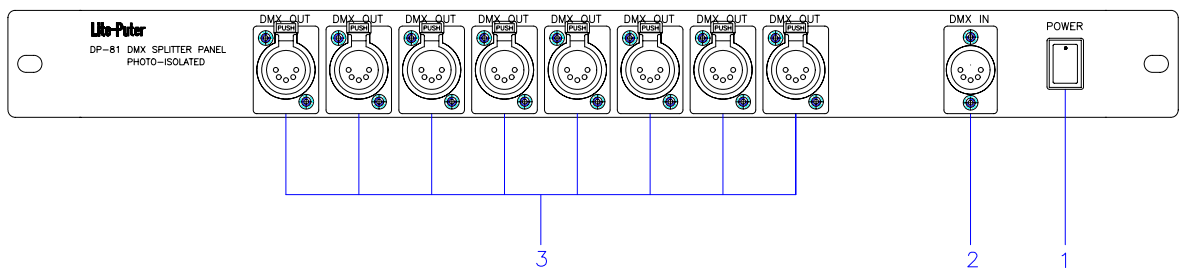 Lite-Puter
DP-81 DMX SPLITTER PANEL
PHOTO-ISOLATED
DMX OUT DMX OUT DMX OUT DMX OUT DMX OUT DMX OUT DMX OUT DMX OUT
PUSH PUSH PUSH PUSH PUSH PUSH PUSH PUSH
DMX IN
POWER
3 2 1